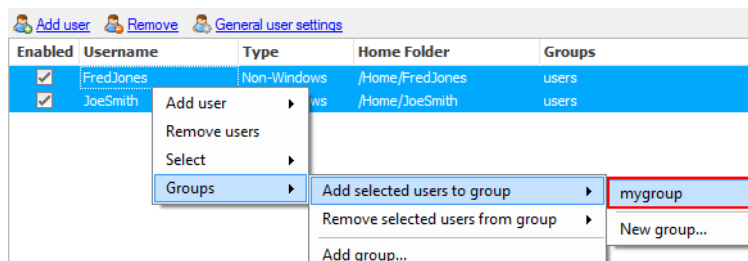 Add user Remove General user settings
Enabled Username Type Home Folder Groups
FredJones Non-Windows /Home/FredJones users
JoeSmith ws /Home/JoeSmith users
Add user
Remove users
Select
Groups
Add selected users to group
mygroup
Remove selected users from group
New group...
Add group...